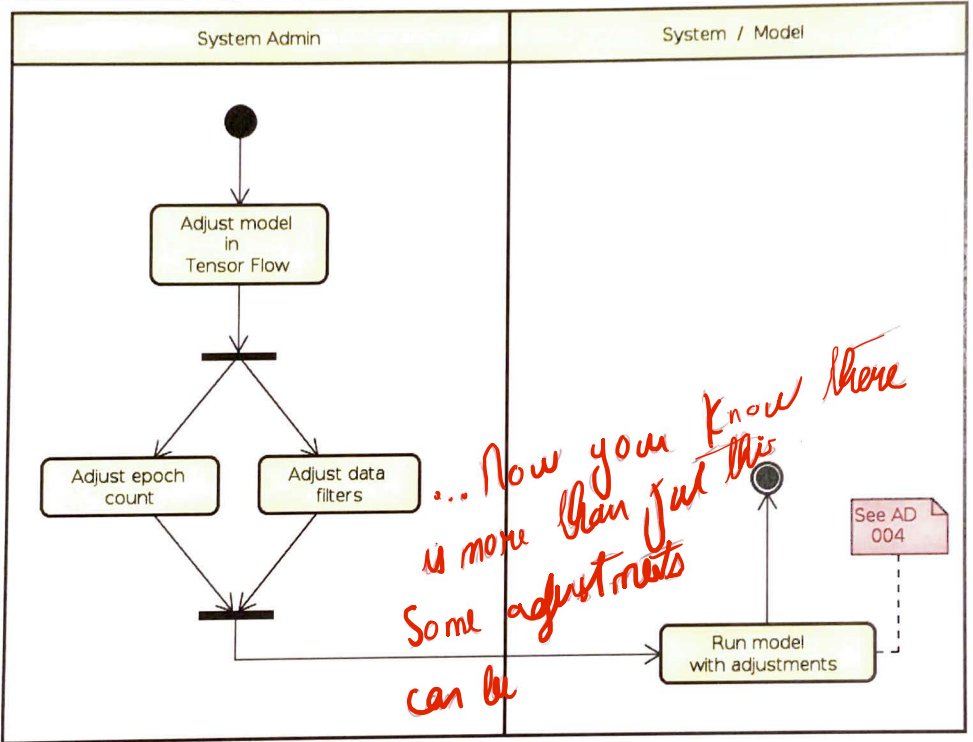 System Admin
System / Model
Adjust model
in
Tensor Flow
Adjust epoch
count
Adjust data
filters
... Now your know there
is more than just this
Some adjustments
can be
See AD
004
Run model
with adjustments